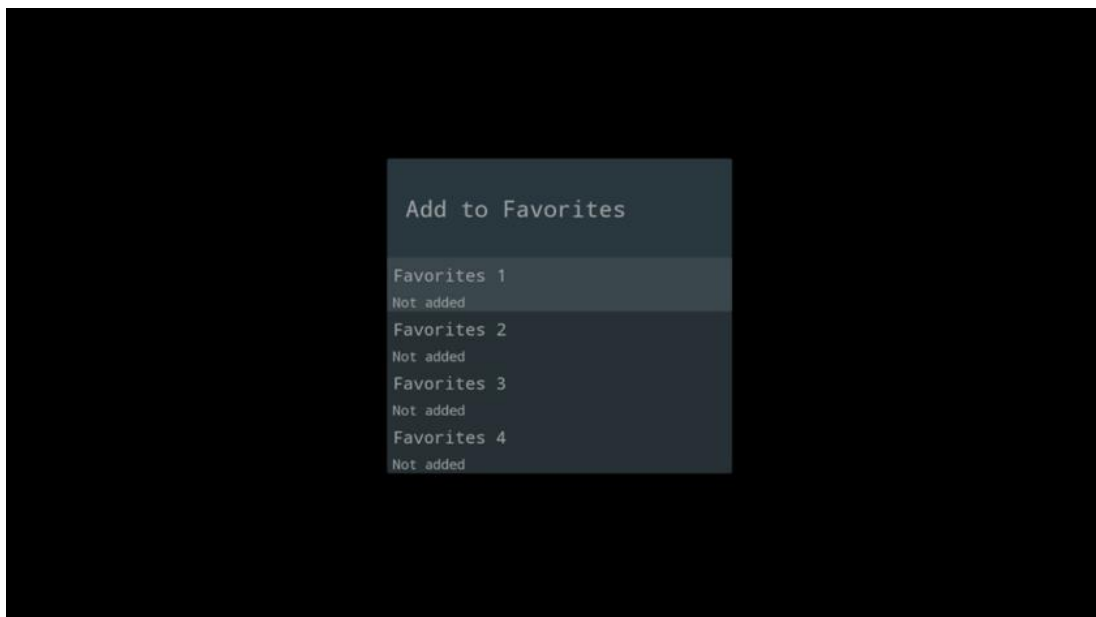 Add to Favorites
Favorites 1
Not added
Favorites 2
Not added
Favorites 3
Not added
Favorites 4
Not added